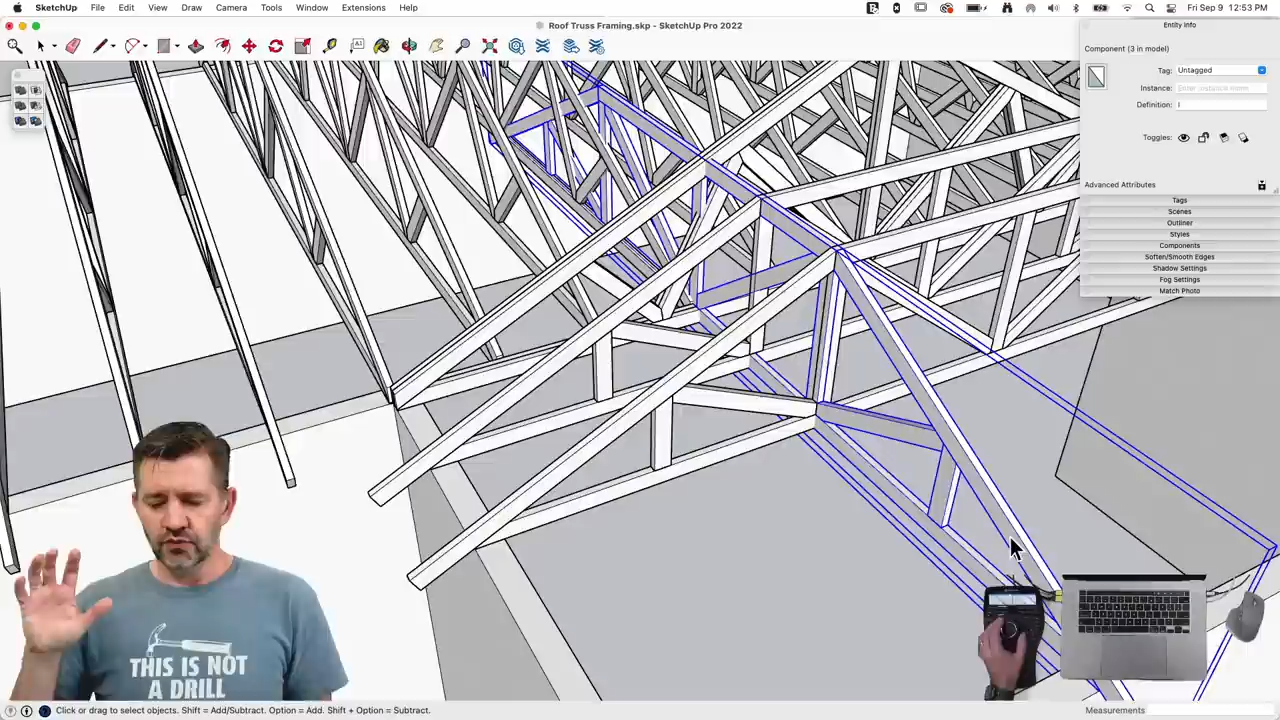 SketchUp File Edit View Draw Camera Tools Window Extensions Help
Fri Sep 9 12:53 PM
Roof Truss Framing.skp - SketchUp Pro 2022
Entity Info
Component (3 in model)
Tag: Untagged
Instance: Enter instance name
Definition: I
Toggles:
Advanced Attributes
Tags
Scenes
Outliner
Styles
Components
Soften/Smooth Edges
Shadow Settings
Fog Settings
Match Photo
THIS IS NOT
A DRILL
Click or drag to select objects. Shift = Add/Subtract. Option = Add. Shift + Option = Subtract.
Measurements